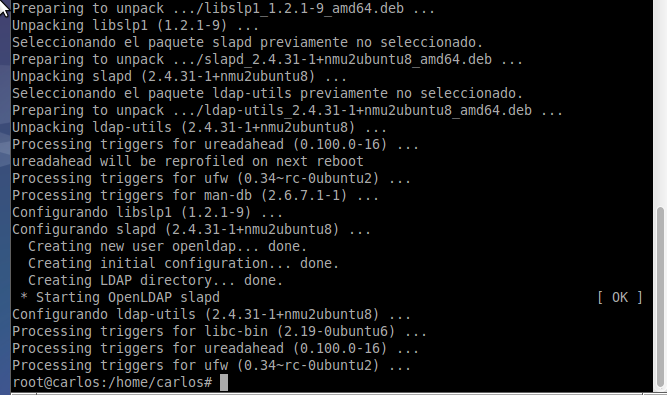 Preparing to unpack .../libslp1_1.2.1-9_amd64.deb ...
Unpacking libslp1 (1.2.1-9) ...
Seleccionando el paquete slapd previamente no seleccionado.
Preparing to unpack .../slapd_2.4.31-1+nmu2ubuntu8_amd64.deb ...
Unpacking slapd (2.4.31-1+nmu2ubuntu8) ...
Seleccionando el paquete ldap-utils previamente no seleccionado.
Preparing to unpack .../ldap-utils_2.4.31-1+nmu2ubuntu8_amd64.deb ...
Unpacking ldap-utils (2.4.31-1+nmu2ubuntu8) ...
Processing triggers for ureadahead (0.100.0-16) ...
ureadahead will be reprofiled on next reboot
Processing triggers for ufw (0.34~rc-0ubuntu2) ...
Processing triggers for man-db (2.6.7.1-1) ...
Configurando libslp1 (1.2.1-9) ...
Configurando slapd (2.4.31-1+nmu2ubuntu8) ...
  Creating new user openldap... done.
  Creating initial configuration... done.
  Creating LDAP directory... done.
 * Starting OpenLDAP slapd [ OK ]
Configurando ldap-utils (2.4.31-1+nmu2ubuntu8) ...
Processing triggers for libc-bin (2.19-0ubuntu6) ...
Processing triggers for ureadahead (0.100.0-16) ...
Processing triggers for ufw (0.34~rc-0ubuntu2) ...
root@carlos:/home/carlos#